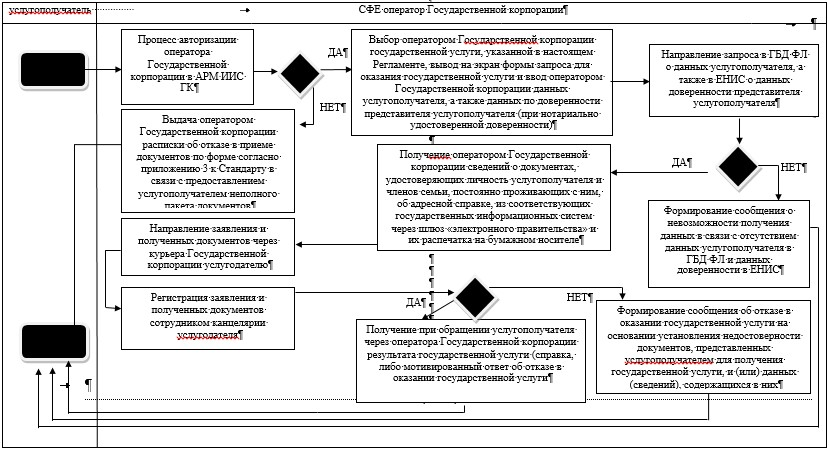 услугополучатель
СФЕ оператор Государственной корпорации¶
Процесс авторизации
оператора
Государственной
корпорации в АРМ ИИС
ГК¶
ДА¶
НЕТ¶
Выбор оператором Государственной корпорации
государственной услуги, указанной в настоящем
Регламенте, вывод на экран формы запроса для
оказания государственной услуги и ввод оператором
Государственной корпорации данных
услугополучателя, а также данных по доверенности
представителя услугополучателя (при нотариально
удостоверенной доверенности)¶
Направление запроса в ГБД ФЛ
о данных услугополучателя, а
также в ЕНИС о данных
доверенности представителя
услугополучателя¶
ДА¶
НЕТ¶
Выдача оператором
Государственной корпорации
расписки об отказе в приеме
документов по форме согласно
приложению 3 к Стандарту в
связи с предоставлением
услугополучателем неполного
пакета документов¶
¶
Получение оператором Государственной
корпорации сведений о документах,
удостоверяющих личность услугополучателя и
членов семьи, постоянно проживающих с ним,
об адресной справке, из соответствующих
государственных информационных систем
через шлюз «электронного правительства» и
их распечатка на бумажном носителе¶
Формирование сообщения о
невозможности получения
данных в связи с отсутствием
данных услугополучателя в
ГБД ФЛ и данных
доверенности в ЕНИС¶
Направление заявления и
полученных документов через
курьера Государственной
корпорации услугодателю¶
¶
¶
¶
¶
¶
Регистрация заявления и
полученных документов
сотрудником канцелярии
услугодателя¶
ДА¶
НЕТ¶
Получение при обращении услугополучателя
через оператора Государственной корпорации
результата государственной услуги (справка,
либо мотивированный ответ об отказе в
оказании государственной услуги¶
Формирование сообщения об отказе в
оказании государственной услуги на
основании установления недостоверности
документов, представленных
услугополучателем для получения
государственной услуги, и (или) данных
(сведений), содержащихся в них¶
¶
¶